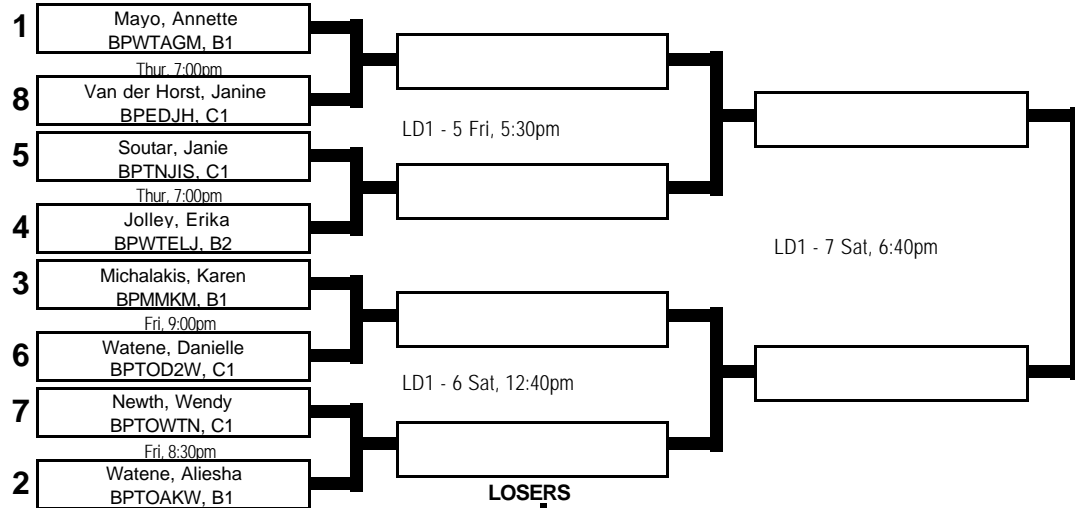 1
Mayo, Annette
BPWTAGM, B1
Thur, 7:00pm
8
Van der Horst, Janine
BPEDJH, C1
5
Soutar, Janie
BPTNJIS, C1
Thur, 7:00pm
4
Jolley, Erika
BPWTELJ, B2
3
Michalakis, Karen
BPMMKM, B1
Fri, 9:00pm
6
Watene, Danielle
BPTOD2W, C1
7
Newth, Wendy
BPTOWTN, C1
Fri, 8:30pm
2
Watene, Aliesha
BPTOAKW, B1
LD1 - 5 Fri, 5:30pm
LD1 - 6 Sat, 12:40pm
LOSERS
LD1 - 7 Sat, 6:40pm